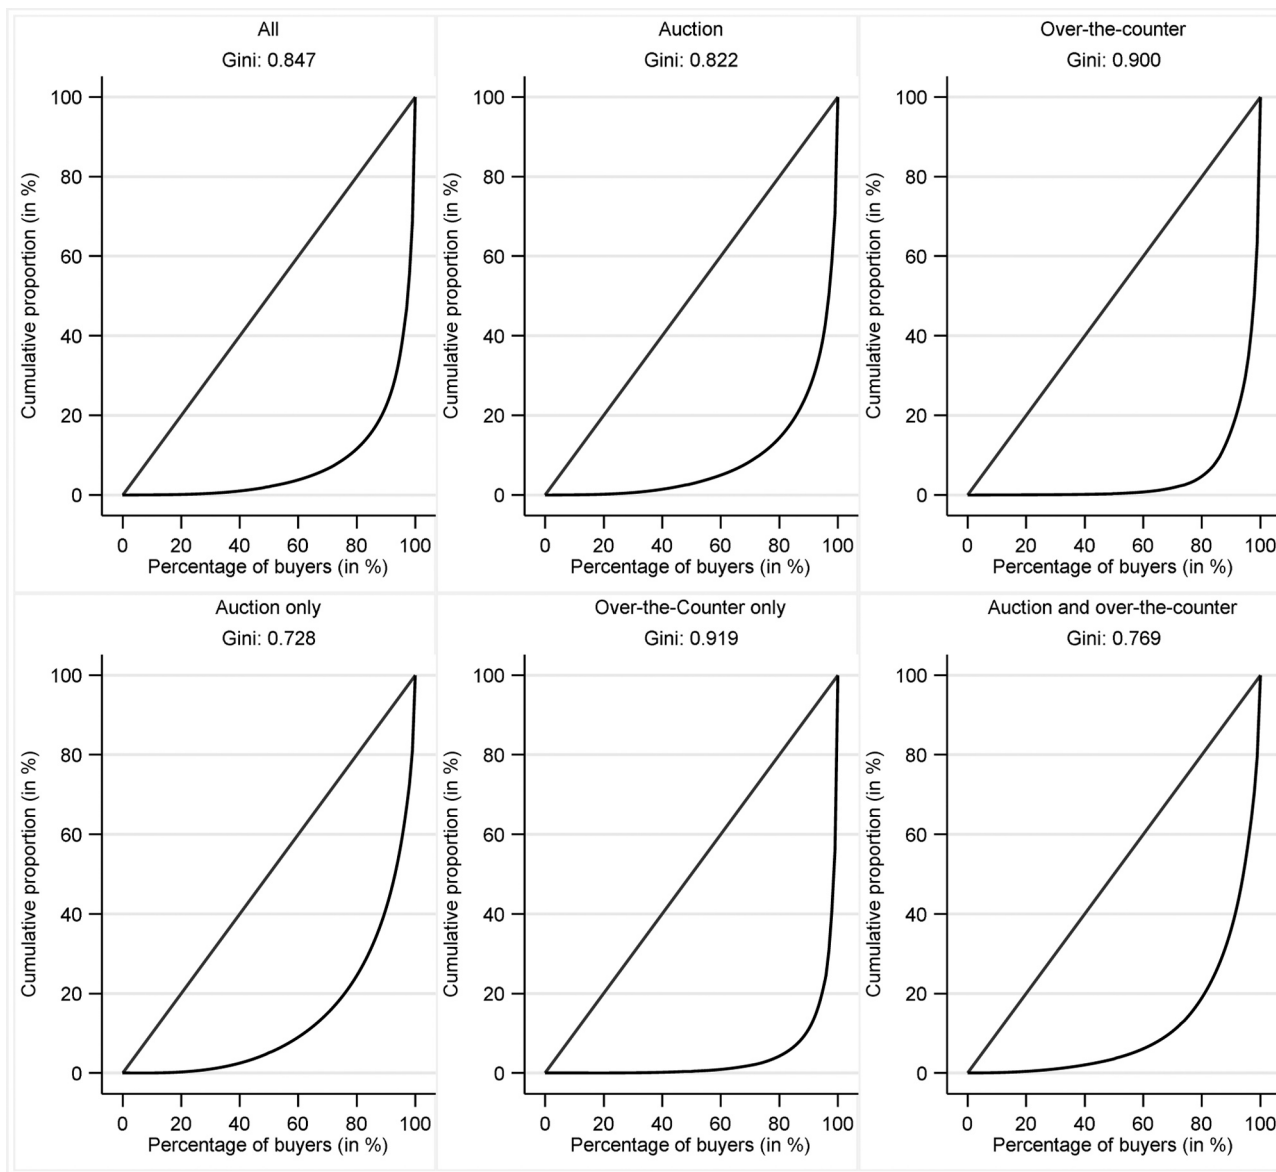 All
Gini: 0.847
100
80
60
40
20
0
Cumulative proportion (in %)
0 20 40 60 80 100
Percentage of buyers (in %)
Auction
Gini: 0.822
100
80
60
40
20
0
Cumulative proportion (in %)
0 20 40 60 80 100
Percentage of buyers (in %)
Over-the-counter
Gini: 0.900
100
80
60
40
20
0
Cumulative proportion (in %)
0 20 40 60 80 100
Percentage of buyers (in %)
Auction only
Gini: 0.728
100
80
60
40
20
0
Cumulative proportion (in %)
0 20 40 60 80 100
Percentage of buyers (in %)
Over-the-Counter only
Gini: 0.919
100
80
60
40
20
0
Cumulative proportion (in %)
0 20 40 60 80 100
Percentage of buyers (in %)
Auction and over-the-counter
Gini: 0.769
100
80
60
40
20
0
Cumulative proportion (in %)
0 20 40 60 80 100
Percentage of buyers (in %)